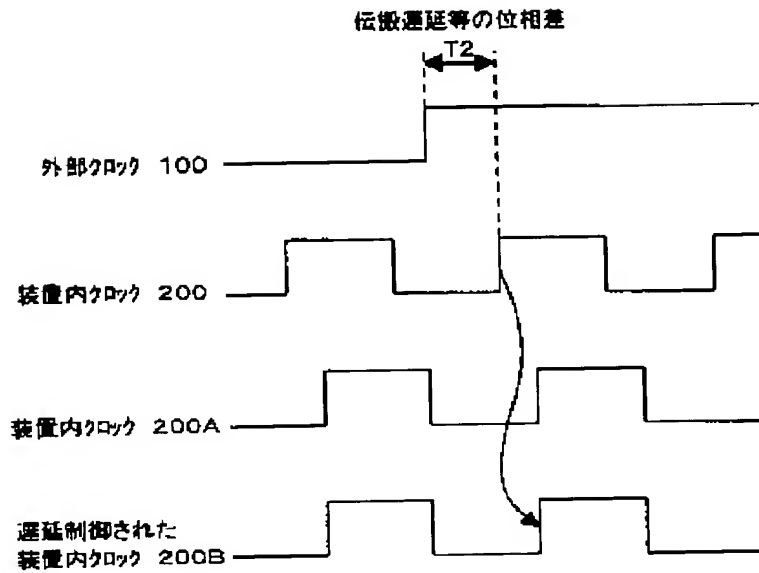 伝搬遅延等の位相差
T2
外部クロック 100
装置内クロック 200
装置内クロック 200A
遅延制御された
装置内クロック 200B